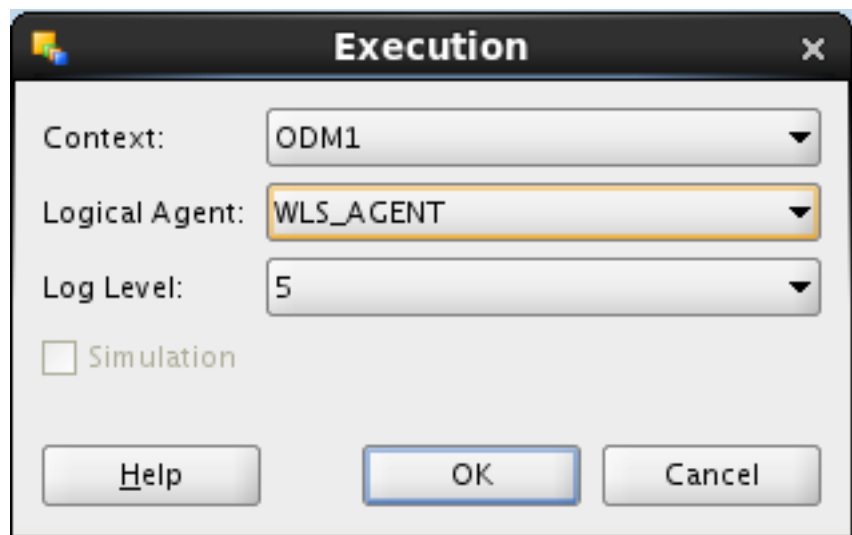 Execution
Context: ODM1
Logical Agent: WLS_AGENT
Log Level: 5
Simulation
Help OK Cancel